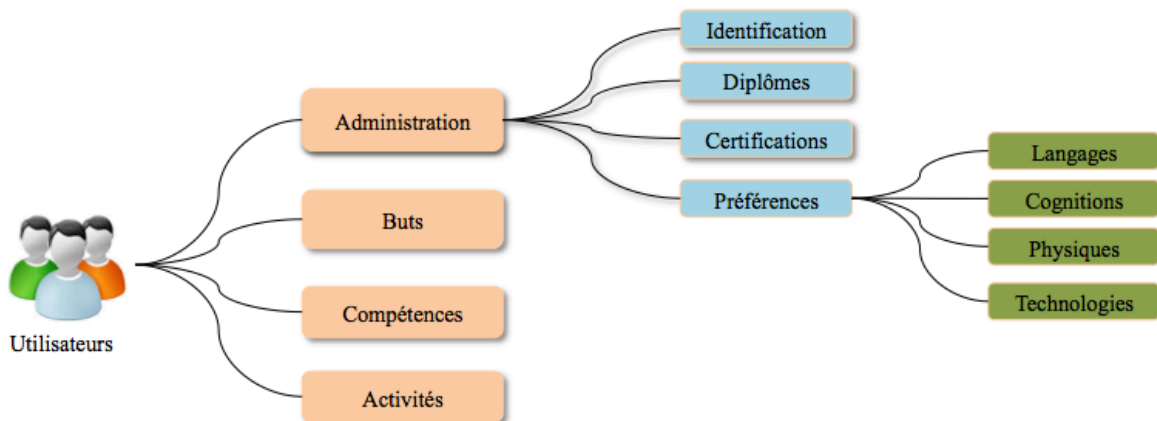 Utilisateurs
Administration
Buts
Compétences
Activités
Identification
Diplômes
Certifications
Préférences
Langages
Cognitions
Physiques
Technologies